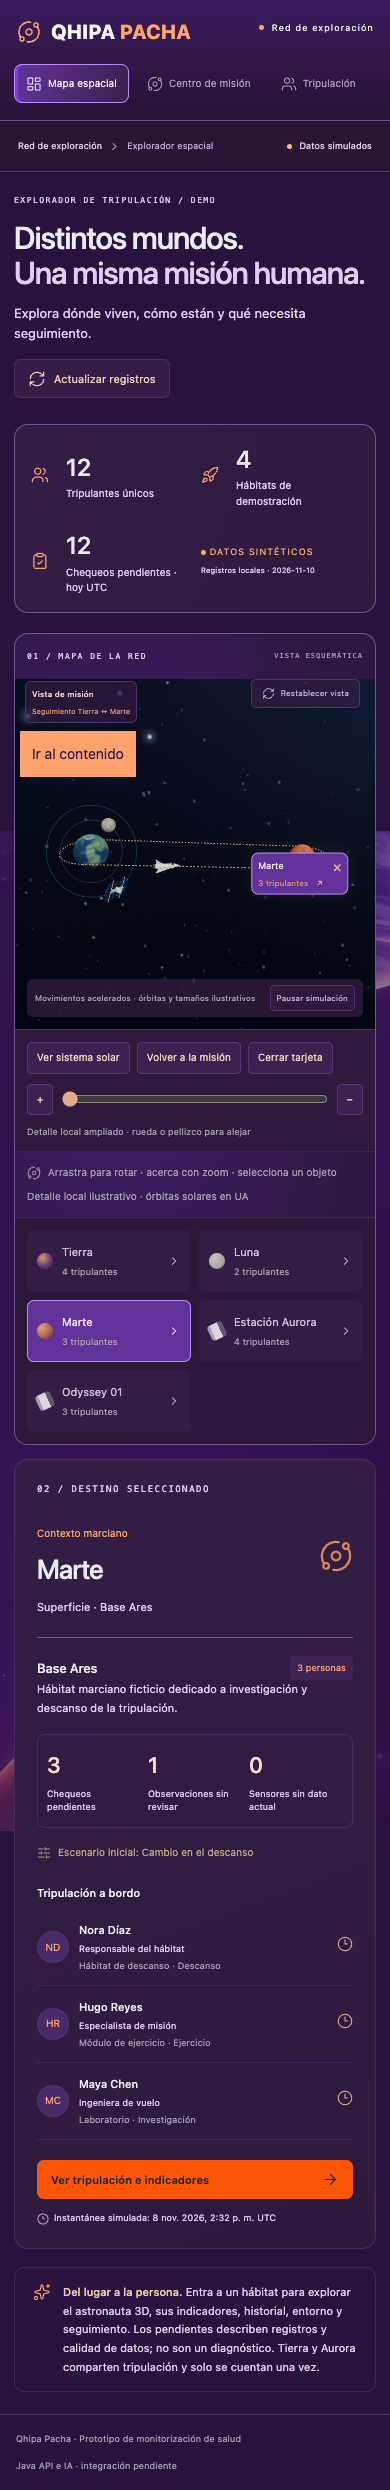 QHIPA PACHA
Red de exploración
Mapa espacial
Centro de misión
Tripulación
Red de exploración
Explorador espacial
Datos simulados
EXPLORADOR DE TRIPULACIÓN / DEMO
Distintos mundos.
Una misma misión humana.
Explora dónde viven, cómo están y qué necesita
seguimiento.
Actualizar registros
12
Tripulantes únicos
4
Hábitats de
demostración
12
Chequeos pendientes ·
hoy UTC
DATOS SINTÉTICOS
Registros locales · 2026-11-10
01 / MAPA DE LA RED
VISTA ESQUEMÁTICA
Vista de misión
Seguimiento Tierra ↔ Marte
Restablecer vista
Ir al contenido
Marte
×
3 tripulantes ↗
Movimientos acelerados · órbitas y tamaños ilustrativos
Pausar simulación
Ver sistema solar
Volver a la misión
Cerrar tarjeta
+
−
Detalle local ampliado · rueda o pellizco para alejar
Arrastra para rotar · acerca con zoom · selecciona un objeto
Detalle local ilustrativo · órbitas solares en UA
Tierra
4 tripulantes
Luna
2 tripulantes
Marte
3 tripulantes
Estación Aurora
4 tripulantes
Odyssey 01
3 tripulantes
02 / DESTINO SELECCIONADO
Contexto marciano
Marte
Superficie · Base Ares
Base Ares
3 personas
Hábitat marciano ficticio dedicado a investigación y
descanso de la tripulación.
3
Chequeos
pendientes
1
Observaciones sin
revisar
0
Sensores sin dato
actual
Escenario inicial: Cambio en el descanso
Tripulación a bordo
ND
Nora Díaz
Responsable del hábitat
Hábitat de descanso · Descanso
HR
Hugo Reyes
Especialista de misión
Módulo de ejercicio · Ejercicio
MC
Maya Chen
Ingeniera de vuelo
Laboratorio · Investigación
Ver tripulación e indicadores
Instantánea simulada: 8 nov. 2026, 2:32 p. m. UTC
Del lugar a la persona. Entra a un hábitat para explorar
el astronauta 3D, sus indicadores, historial, entorno y
seguimiento. Los pendientes describen registros y
calidad de datos; no son un diagnóstico. Tierra y Aurora
comparten tripulación y solo se cuentan una vez.
Qhipa Pacha · Prototipo de monitorización de salud
Java API e IA · integración pendiente